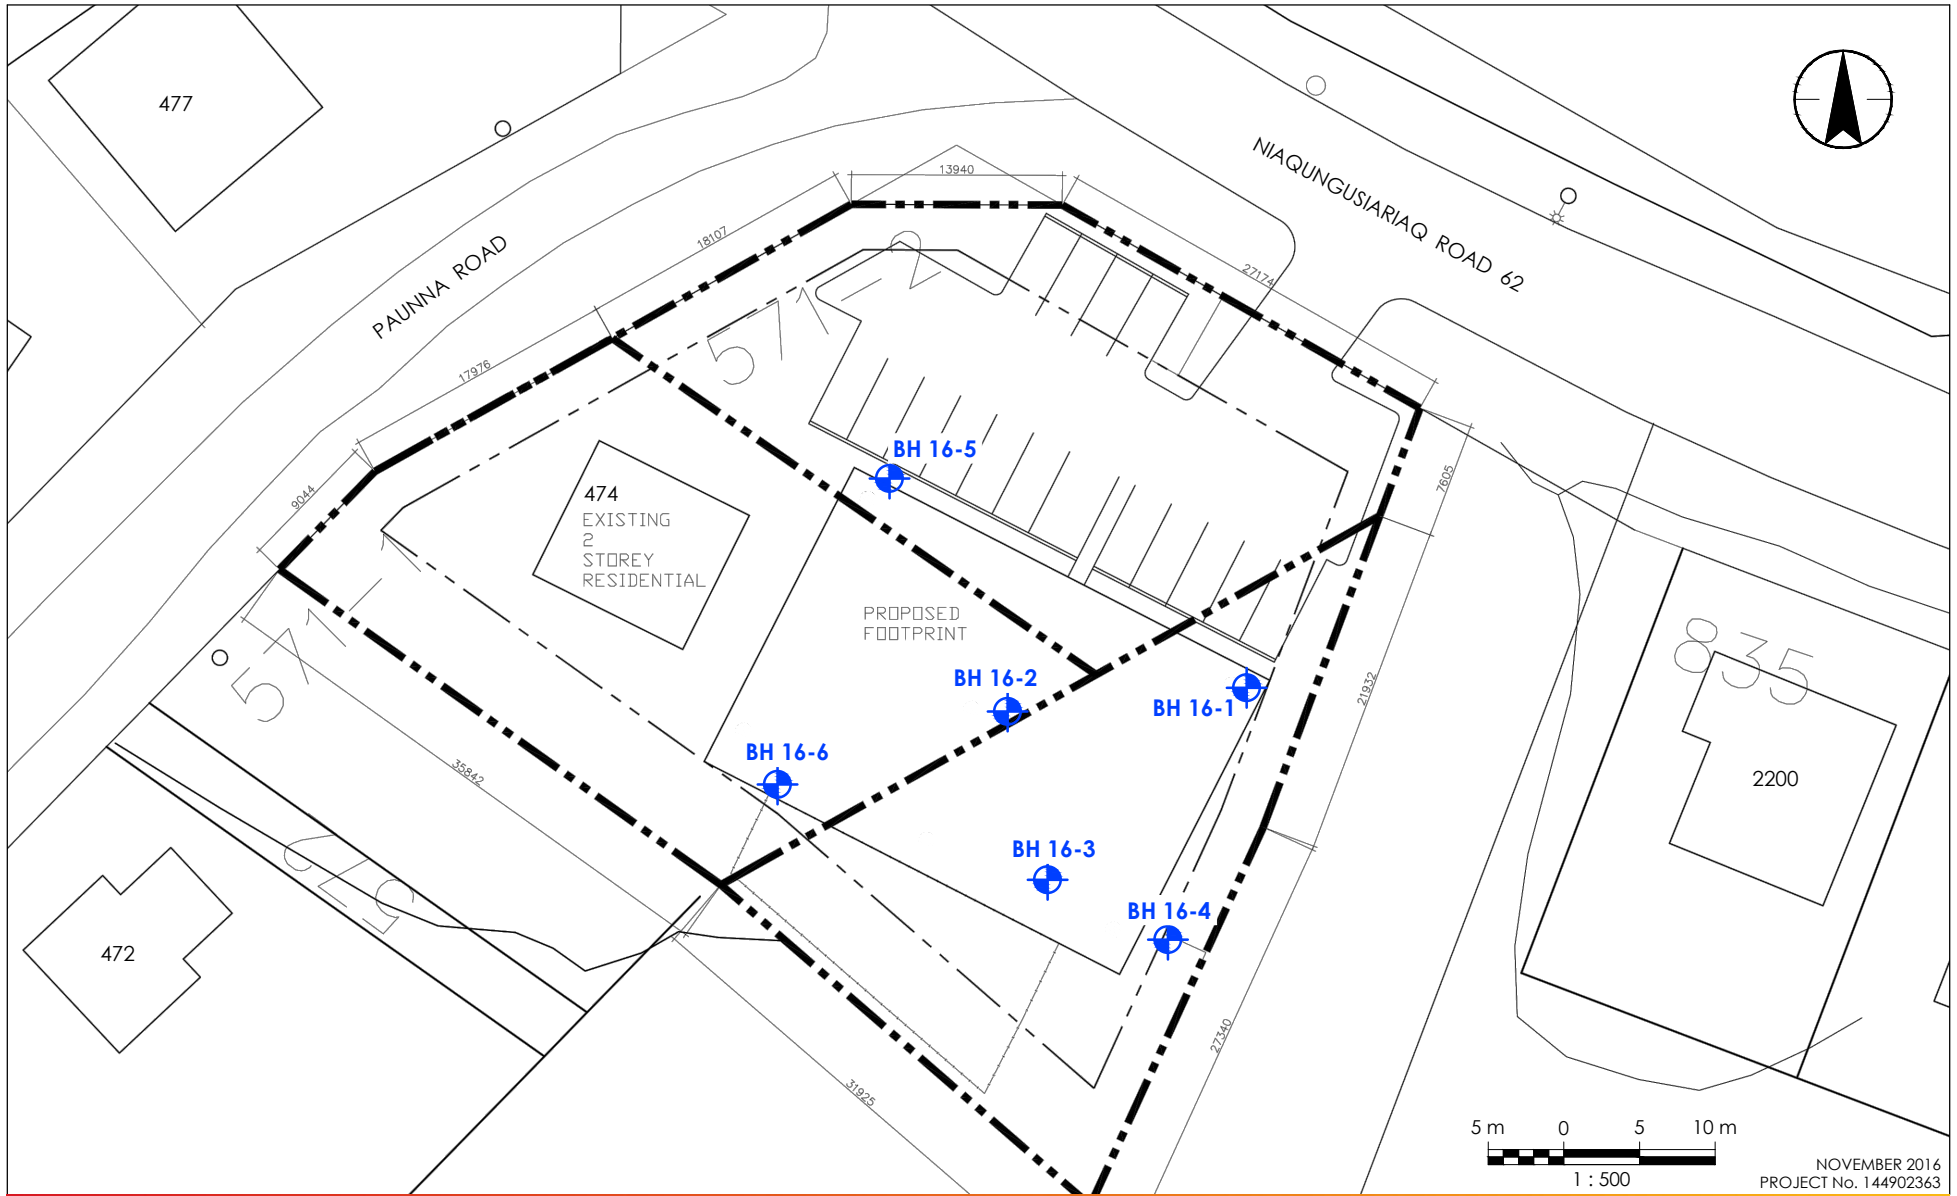 477
PAUNNA ROAD
NIAQUNGUSIARIAQ ROAD 62
13940
18107
27174
571-2
17976
9044
7605
BH 16-5
474
EXISTING
2
STOREY
RESIDENTIAL
PROPOSED
FOOTPRINT
571-1
835
21932
BH 16-2
BH 16-1
BH 16-6
35842
2200
BH 16-3
BH 16-4
472
27340
31925
5 m 0 5 10 m
1 : 500
NOVEMBER 2016
PROJECT No. 144902363